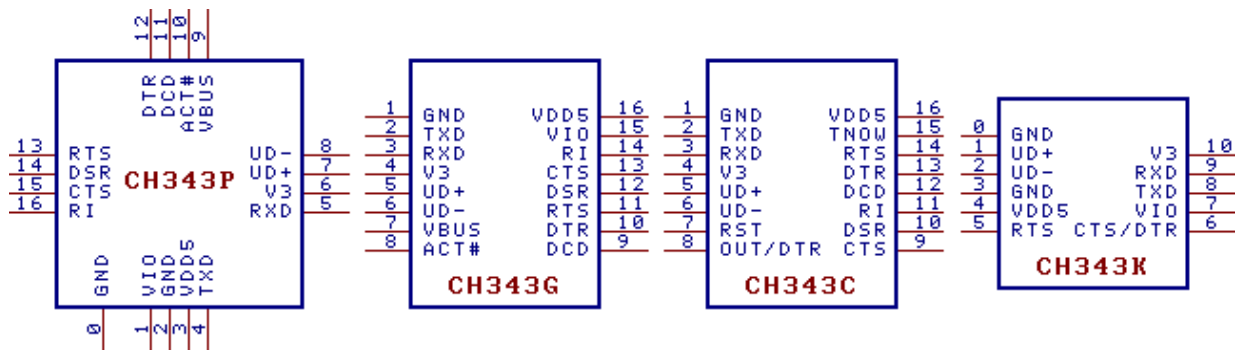 12 11 10 9
DTR DCD ACT# VBUS
13 RTS UD- 8
14 DSR UD+ 7
15 CTS V3 6
16 RI RXD 5
CH343P
GND VIO GND VDD5 TXD
0 1 2 3 4
1 GND VDD5 16
2 TXD VIO 15
3 RXD RI 14
4 V3 CTS 13
5 UD+ DSR 12
6 UD- RTS 11
7 VBUS DTR 10
8 ACT# DCD 9
CH343G
1 GND VDD5 16
2 TXD TNOW 15
3 RXD RTS 14
4 V3 DTR 13
5 UD+ DCD 12
6 UD- RI 11
7 RST DSR 10
8 OUT/DTR CTS 9
CH343C
0 GND
1 UD+ V3 10
2 UD- RXD 9
3 GND TXD 8
4 VDD5 VIO 7
5 RTS CTS/DTR 6
CH343K